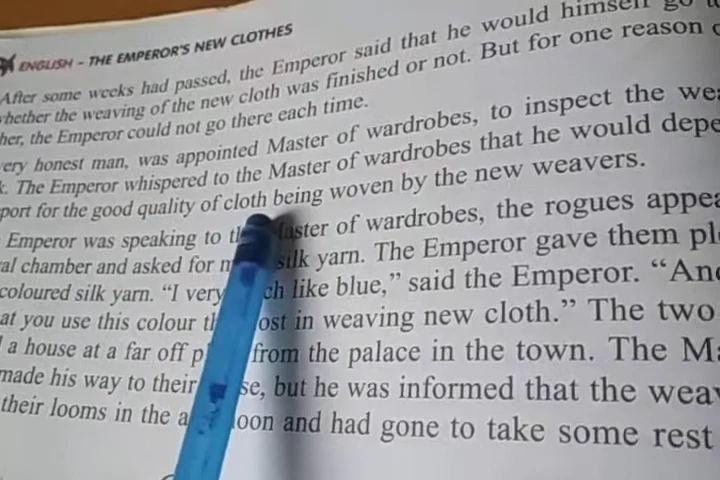 ENGLISH - THE EMPEROR'S NEW CLOTHES
After some weeks had passed, the Emperor said that he would himself go
whether the weaving of the new cloth was finished or not. But for one reason
her, the Emperor could not go there each time.
ery honest man, was appointed Master of wardrobes, to inspect the
k. The Emperor whispered to the Master of wardrobes that he would
port for the good quality of cloth being woven by the new weavers.
Emperor was speaking to the Master of wardrobes, the rogues
al chamber and asked for silk yarn. The Emperor gave them
coloured silk yarn. “I very ch like blue,” said the Emperor. “And
at you use this colour ost in weaving new cloth.” The two
a house at a far off from the palace in the town. The
made his way to their se, but he was informed that the
their looms in the a oon and had gone to take some rest